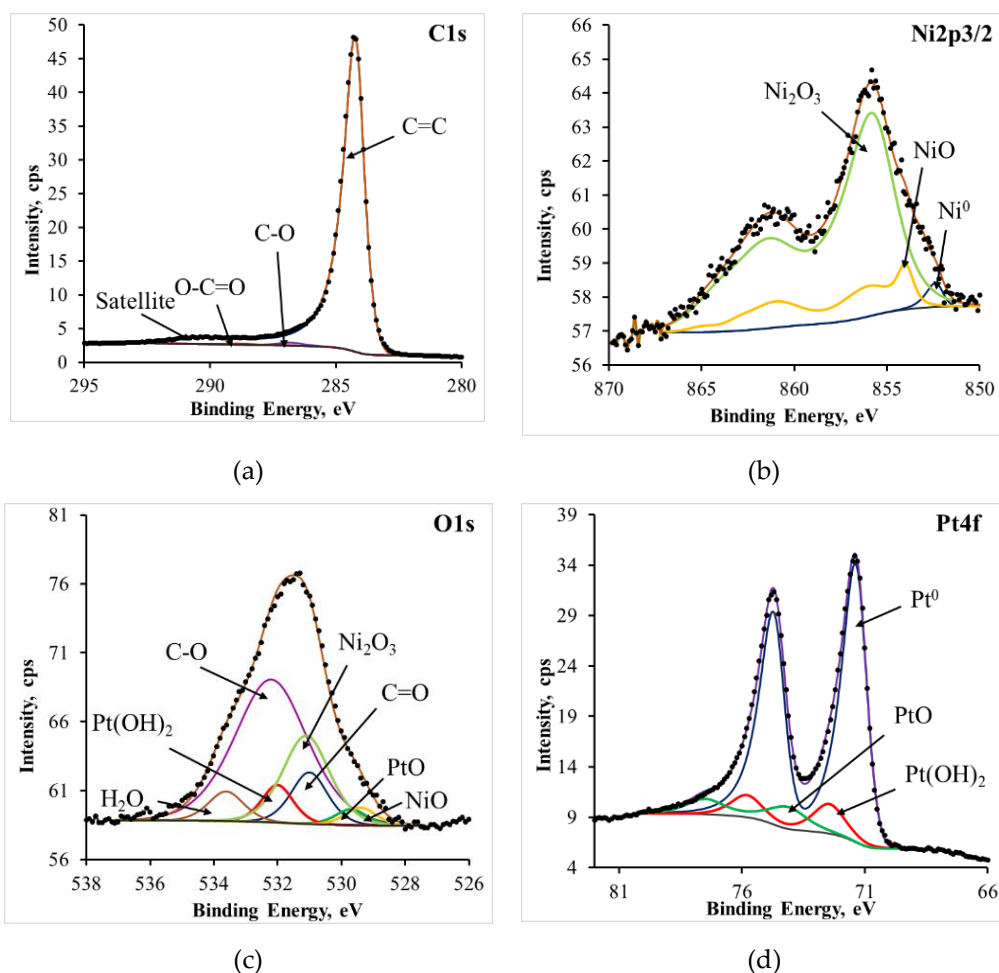 C1s
50
45
40
35
30
25
20
15
10
5
0
Intensity, cps
C=C
C-O
O-C=O
Satellite
295 290 285 280
Binding Energy, eV
(a)
Ni2p3/2
66
65
64
63
62
61
60
59
58
57
56
Intensity, cps
Ni₂O₃
NiO
Ni⁰
870 865 860 855 850
Binding Energy, eV
(b)
O1s
81
76
71
66
61
56
Intensity, cps
Ni₂O₃
C-O
C=O
Pt(OH)₂
PtO
H₂O
NiO
538 536 534 532 530 528 526
Binding Energy, eV
(c)
Pt4f
39
34
29
24
19
14
9
4
Intensity, cps
Pt⁰
PtO
Pt(OH)₂
81 76 71 66
Binding Energy, eV
(d)